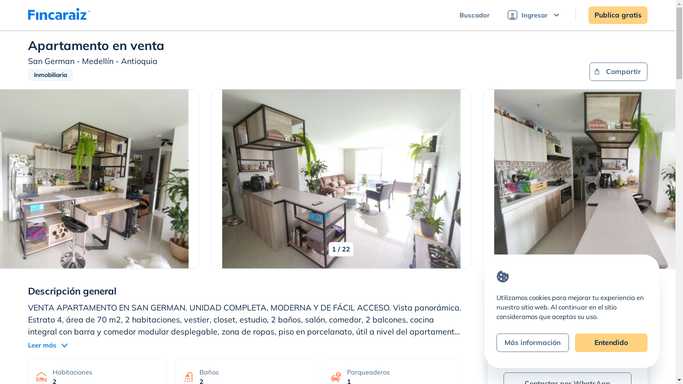 Fincaraiz
Buscador
Ingresar
Publica gratis
Apartamento en venta
San German - Medellín - Antioquia
Inmobiliaria
Compartir
1 / 22
Descripción general
VENTA APARTAMENTO EN SAN GERMAN. UNIDAD COMPLETA, MODERNA Y DE FÁCIL ACCESO. Vista panorámica.
Estrato 4, área de 70 m2, 2 habitaciones, vestier, closet, estudio, 2 baños, salón, comedor, 2 balcones, cocina
integral con barra y comedor modular desplegable, zona de ropas, piso en porcelanato, útil a nivel del apartament...
Leer más
Habitaciones
2
Baños
2
Parqueaderos
1
Utilizamos cookies para mejorar tu experiencia en
nuestro sitio web. Al continuar en el sitio
consideramos que aceptas su uso.
Más información
Entendido
Contactar por WhatsApp